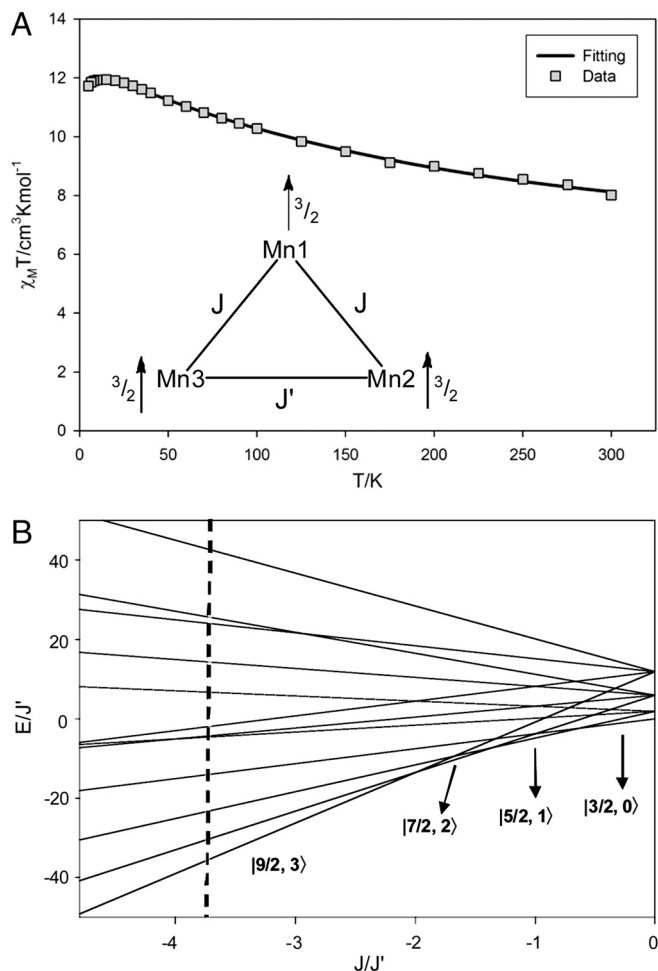 A
14
12
10
8
6
4
2
0
χMT/cm³Kmol⁻¹
Fitting
Data
3/2
Mn1
J
J
3/2
Mn3
Mn2
3/2
J'
0
50
100
150
200
250
300
T/K
B
40
20
0
-20
-40
E/J'
|9/2, 3⟩
|7/2, 2⟩
|5/2, 1⟩
|3/2, 0⟩
-4
-3
-2
-1
0
J/J'